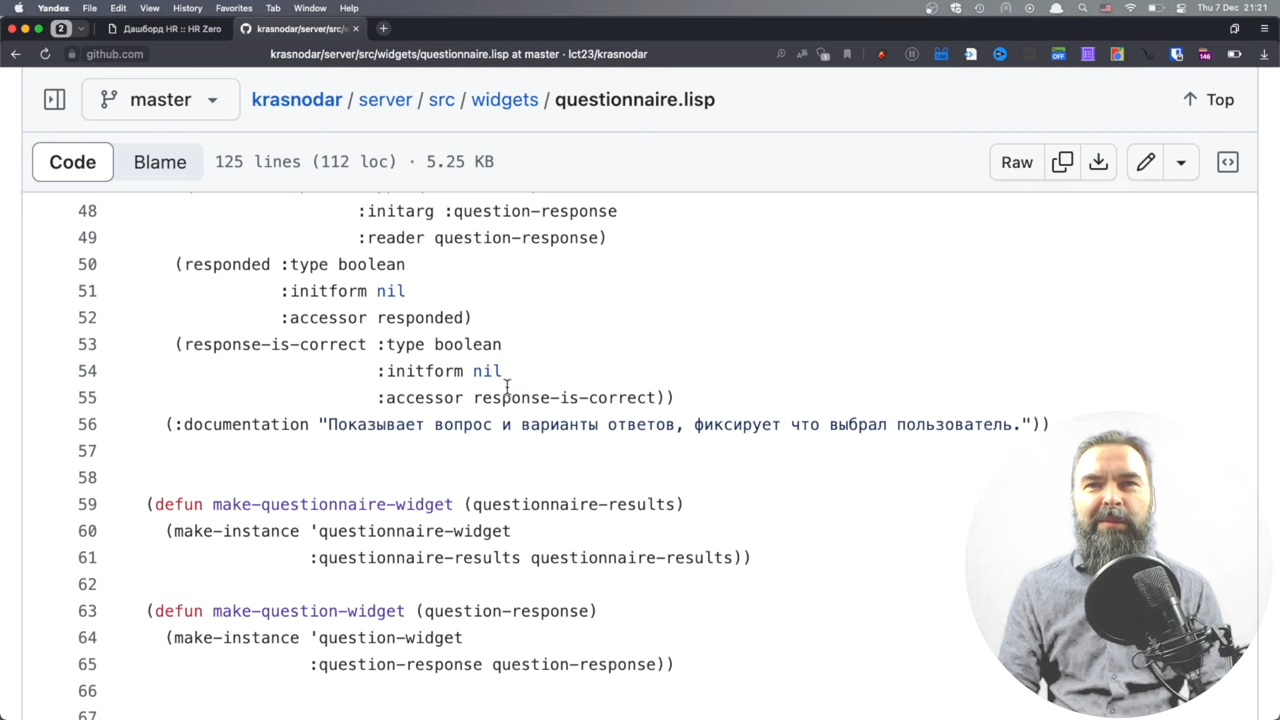 Yandex File Edit View History Favorites Tab Window Help Thu 7 Dec 21:21
2 Дашборд HR :: HR Zero krasnodar/server/src/w
github.com krasnodar/server/src/widgets/questionnaire.lisp at master · lct23/krasnodar OFF 146
master krasnodar / server / src / widgets / questionnaire.lisp Top
Code Blame 125 lines (112 loc) · 5.25 KB Raw
48 :initarg :question-response
49 :reader question-response)
50 (responded :type boolean
51 :initform nil
52 :accessor responded)
53 (response-is-correct :type boolean
54 :initform nil
55 :accessor response-is-correct))
56 (:documentation "Показывает вопрос и варианты ответов, фиксирует что выбрал пользователь."))
57
58
59 (defun make-questionnaire-widget (questionnaire-results)
60 (make-instance 'questionnaire-widget
61 :questionnaire-results questionnaire-results))
62
63 (defun make-question-widget (question-response)
64 (make-instance 'question-widget
65 :question-response question-response))
66
67